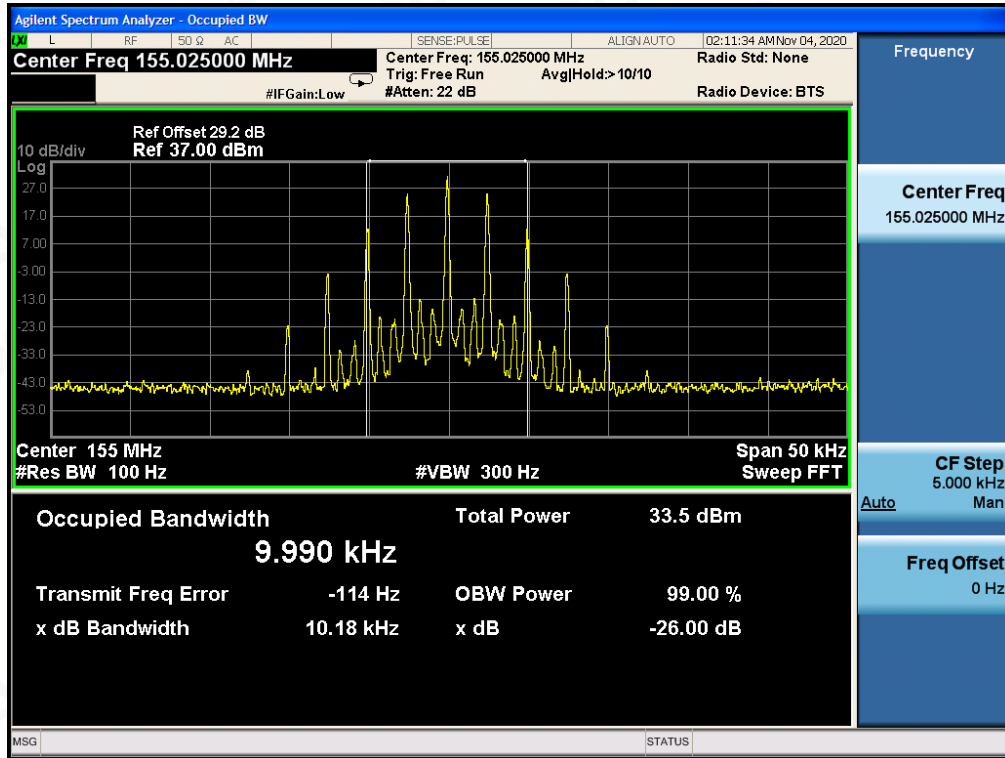 Agilent Spectrum Analyzer - Occupied BW
LXI L RF 50 Ω AC SENSE:PULSE ALIGN AUTO 02:11:34 AM Nov 04, 2020
Center Freq 155.025000 MHz
Center Freq: 155.025000 MHz Radio Std: None
Trig: Free Run Avg|Hold:> 10/10
#IFGain:Low #Atten: 22 dB Radio Device: BTS
Ref Offset 29.2 dB
10 dB/div Ref 37.00 dBm
Log
27.0
17.0
7.00
-3.00
-13.0
-23.0
-33.0
-43.0
-53.0
Center 155 MHz Span 50 kHz
#Res BW 100 Hz #VBW 300 Hz Sweep FFT
Occupied Bandwidth Total Power 33.5 dBm
9.990 kHz
Transmit Freq Error -114 Hz OBW Power 99.00 %
x dB Bandwidth 10.18 kHz x dB -26.00 dB
MSG STATUS
Frequency
Center Freq
155.025000 MHz
CF Step
5.000 kHz
Auto Man
Freq Offset
0 Hz